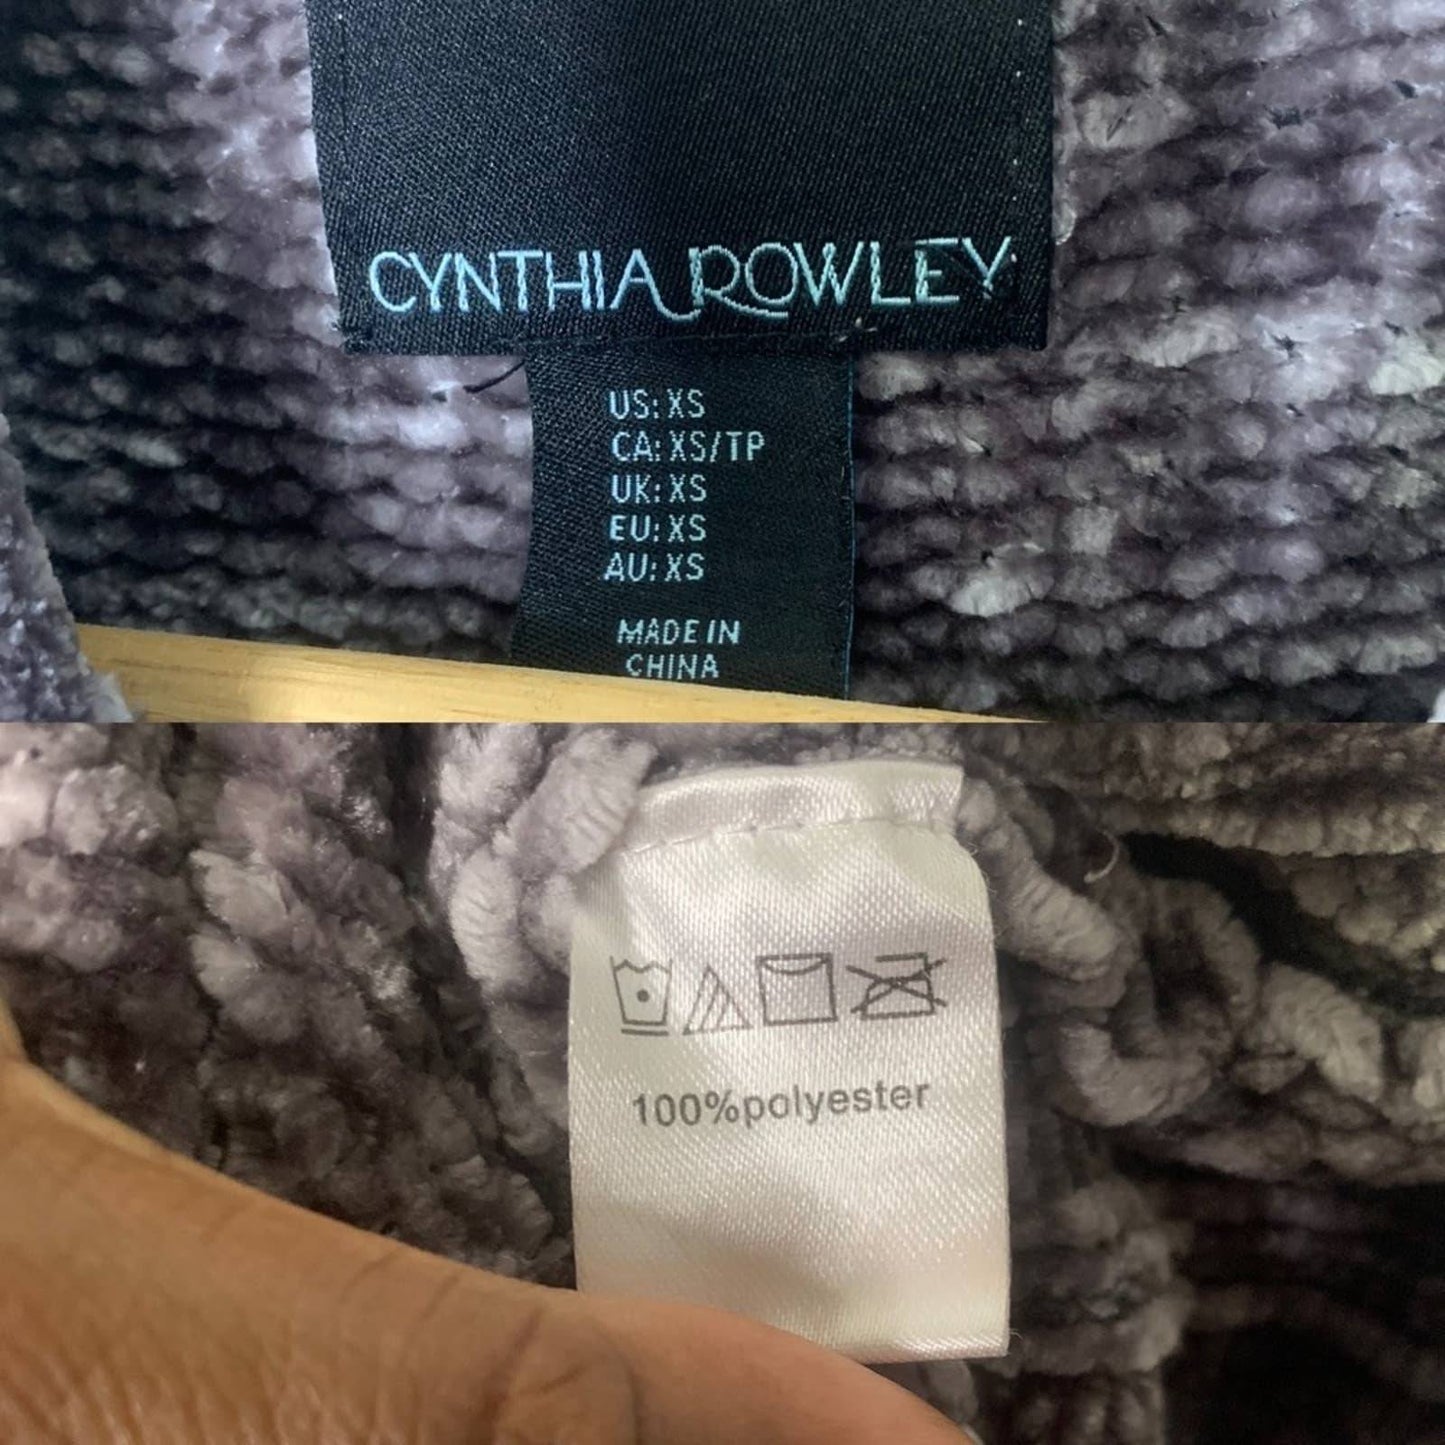 CYNTHIA ROWLEY
US: XS
CA: XS/TP
UK: XS
EU: XS
AU: XS
MADE IN
CHINA
100%polyester